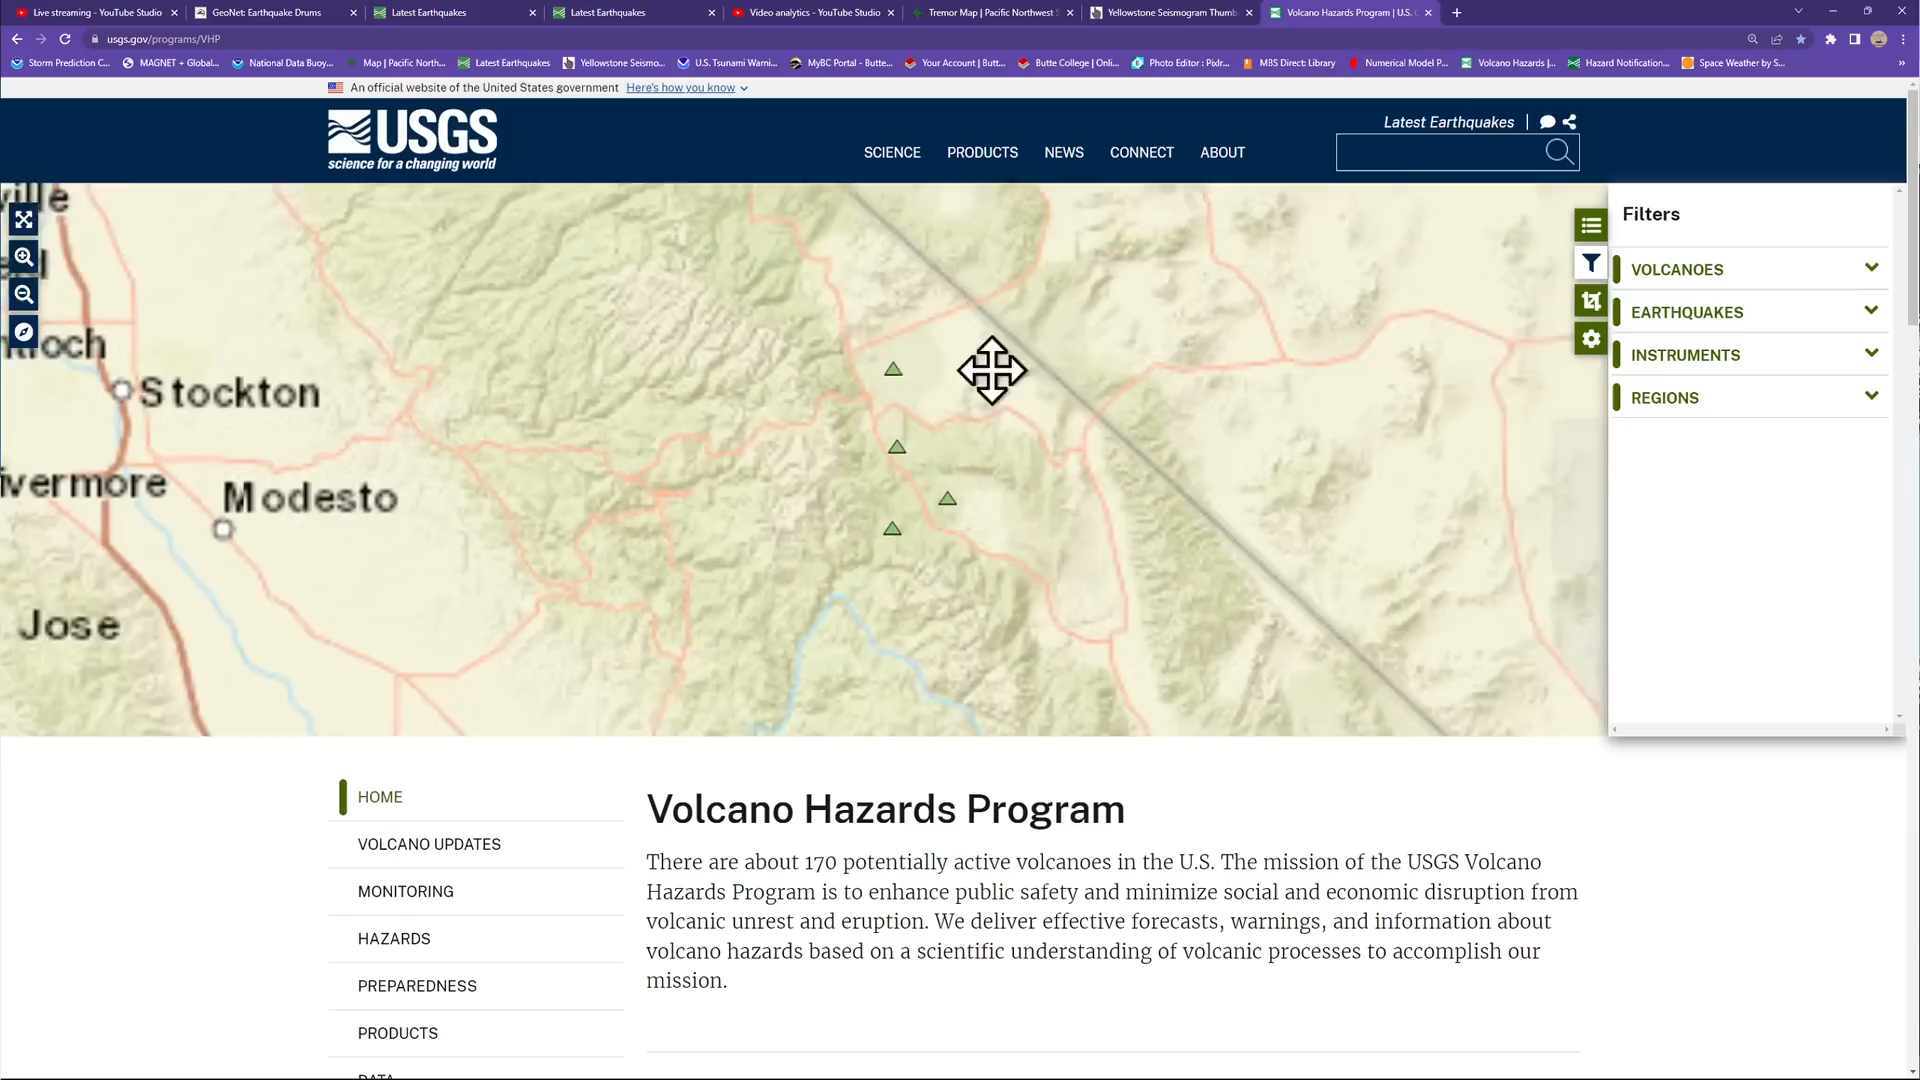 Live streaming - YouTube Studio
GeoNet: Earthquake Drums
Latest Earthquakes
Latest Earthquakes
Video analytics - YouTube Studio
Tremor Map | Pacific Northwest S
Yellowstone Seismogram Thumb
Volcano Hazards Program | U.S.
usgs.gov/programs/VHP
Storm Prediction C...
MAGNET + Global...
National Data Buoy...
Map | Pacific North...
Latest Earthquakes
Yellowstone Seismo...
U.S. Tsunami Warni...
MyBC Portal - Butte...
Your Account | Butt...
Butte College | Onli...
Photo Editor : Pixlr...
MBS Direct Library
Numerical Model P...
Volcano Hazards |...
Hazard Notification...
Space Weather by S...
»
An official website of the United States government Here's how you know
USGS
science for a changing world
Latest Earthquakes
SCIENCE PRODUCTS NEWS CONNECT ABOUT
ville
Stockton
ntioch
ivermore
Modesto
Jose
Filters
VOLCANOES
EARTHQUAKES
INSTRUMENTS
REGIONS
HOME
VOLCANO UPDATES
MONITORING
HAZARDS
PREPAREDNESS
PRODUCTS
DATA
Volcano Hazards Program
There are about 170 potentially active volcanoes in the U.S. The mission of the USGS Volcano
Hazards Program is to enhance public safety and minimize social and economic disruption from
volcanic unrest and eruption. We deliver effective forecasts, warnings, and information about
volcano hazards based on a scientific understanding of volcanic processes to accomplish our
mission.